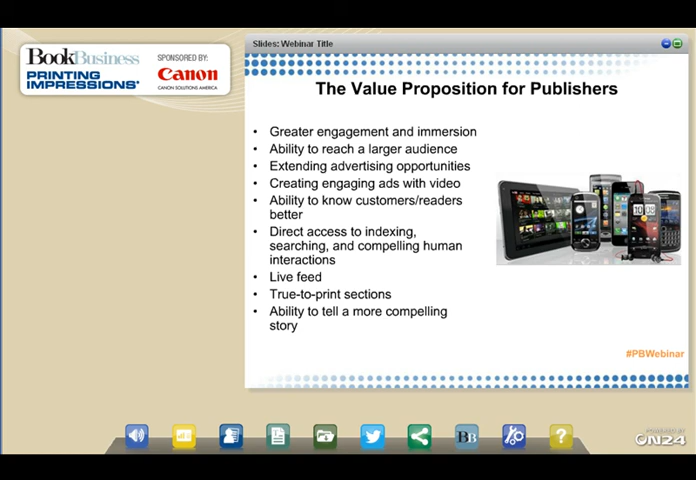 BookBusiness
PRINTING
IMPRESSIONS
SPONSORED BY:
Canon
CANON SOLUTIONS AMERICA
Slides: Webinar Title
The Value Proposition for Publishers
• Greater engagement and immersion
• Ability to reach a larger audience
• Extending advertising opportunities
• Creating engaging ads with video
• Ability to know customers/readers
better
• Direct access to indexing,
searching, and compelling human
interactions
• Live feed
• True-to-print sections
• Ability to tell a more compelling
story
#PBWebinar
BB
?
POWERED BY
ON24